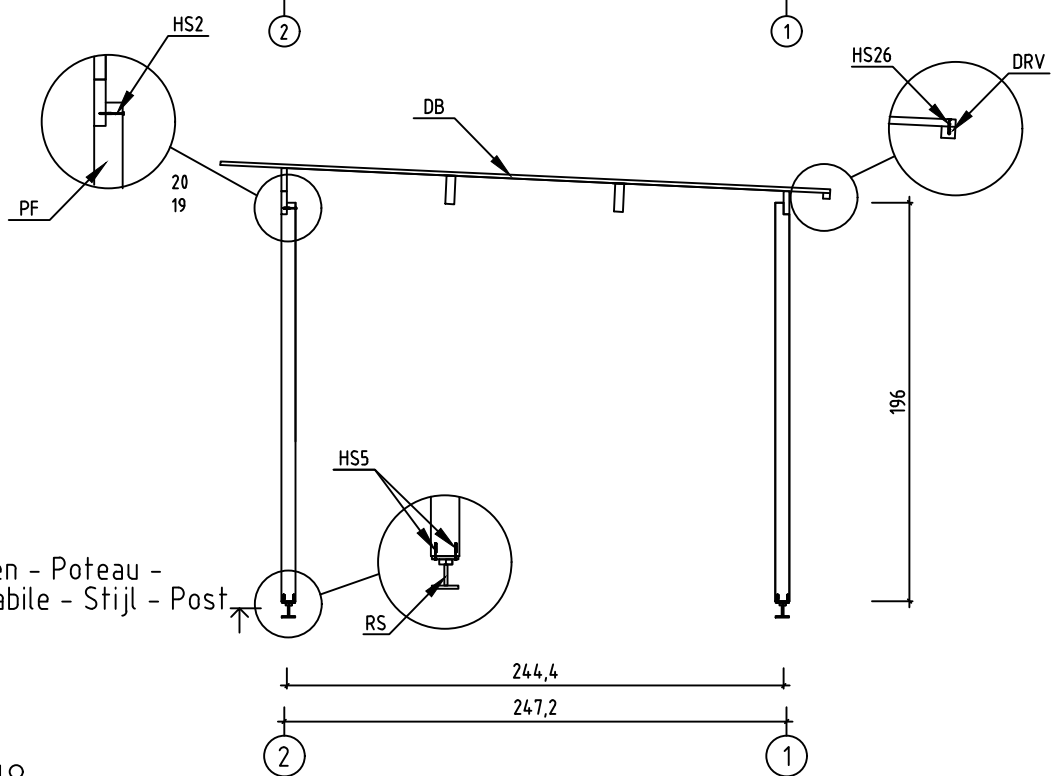 2
1
HS2
HS26
DRV
DB
PF
20
19
196
HS5
en - Poteau -
abile - Stijl - Post
RS
244,4
247,2
2
1